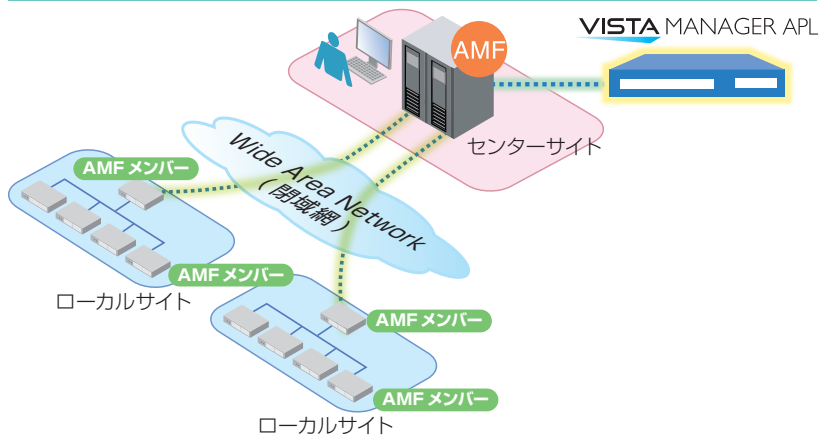 VISTA MANAGER APL
AMF
センターサイト
Wide Area Network
(閉域網)
AMF メンバー
AMF メンバー
ローカルサイト
AMF メンバー
AMF メンバー
ローカルサイト